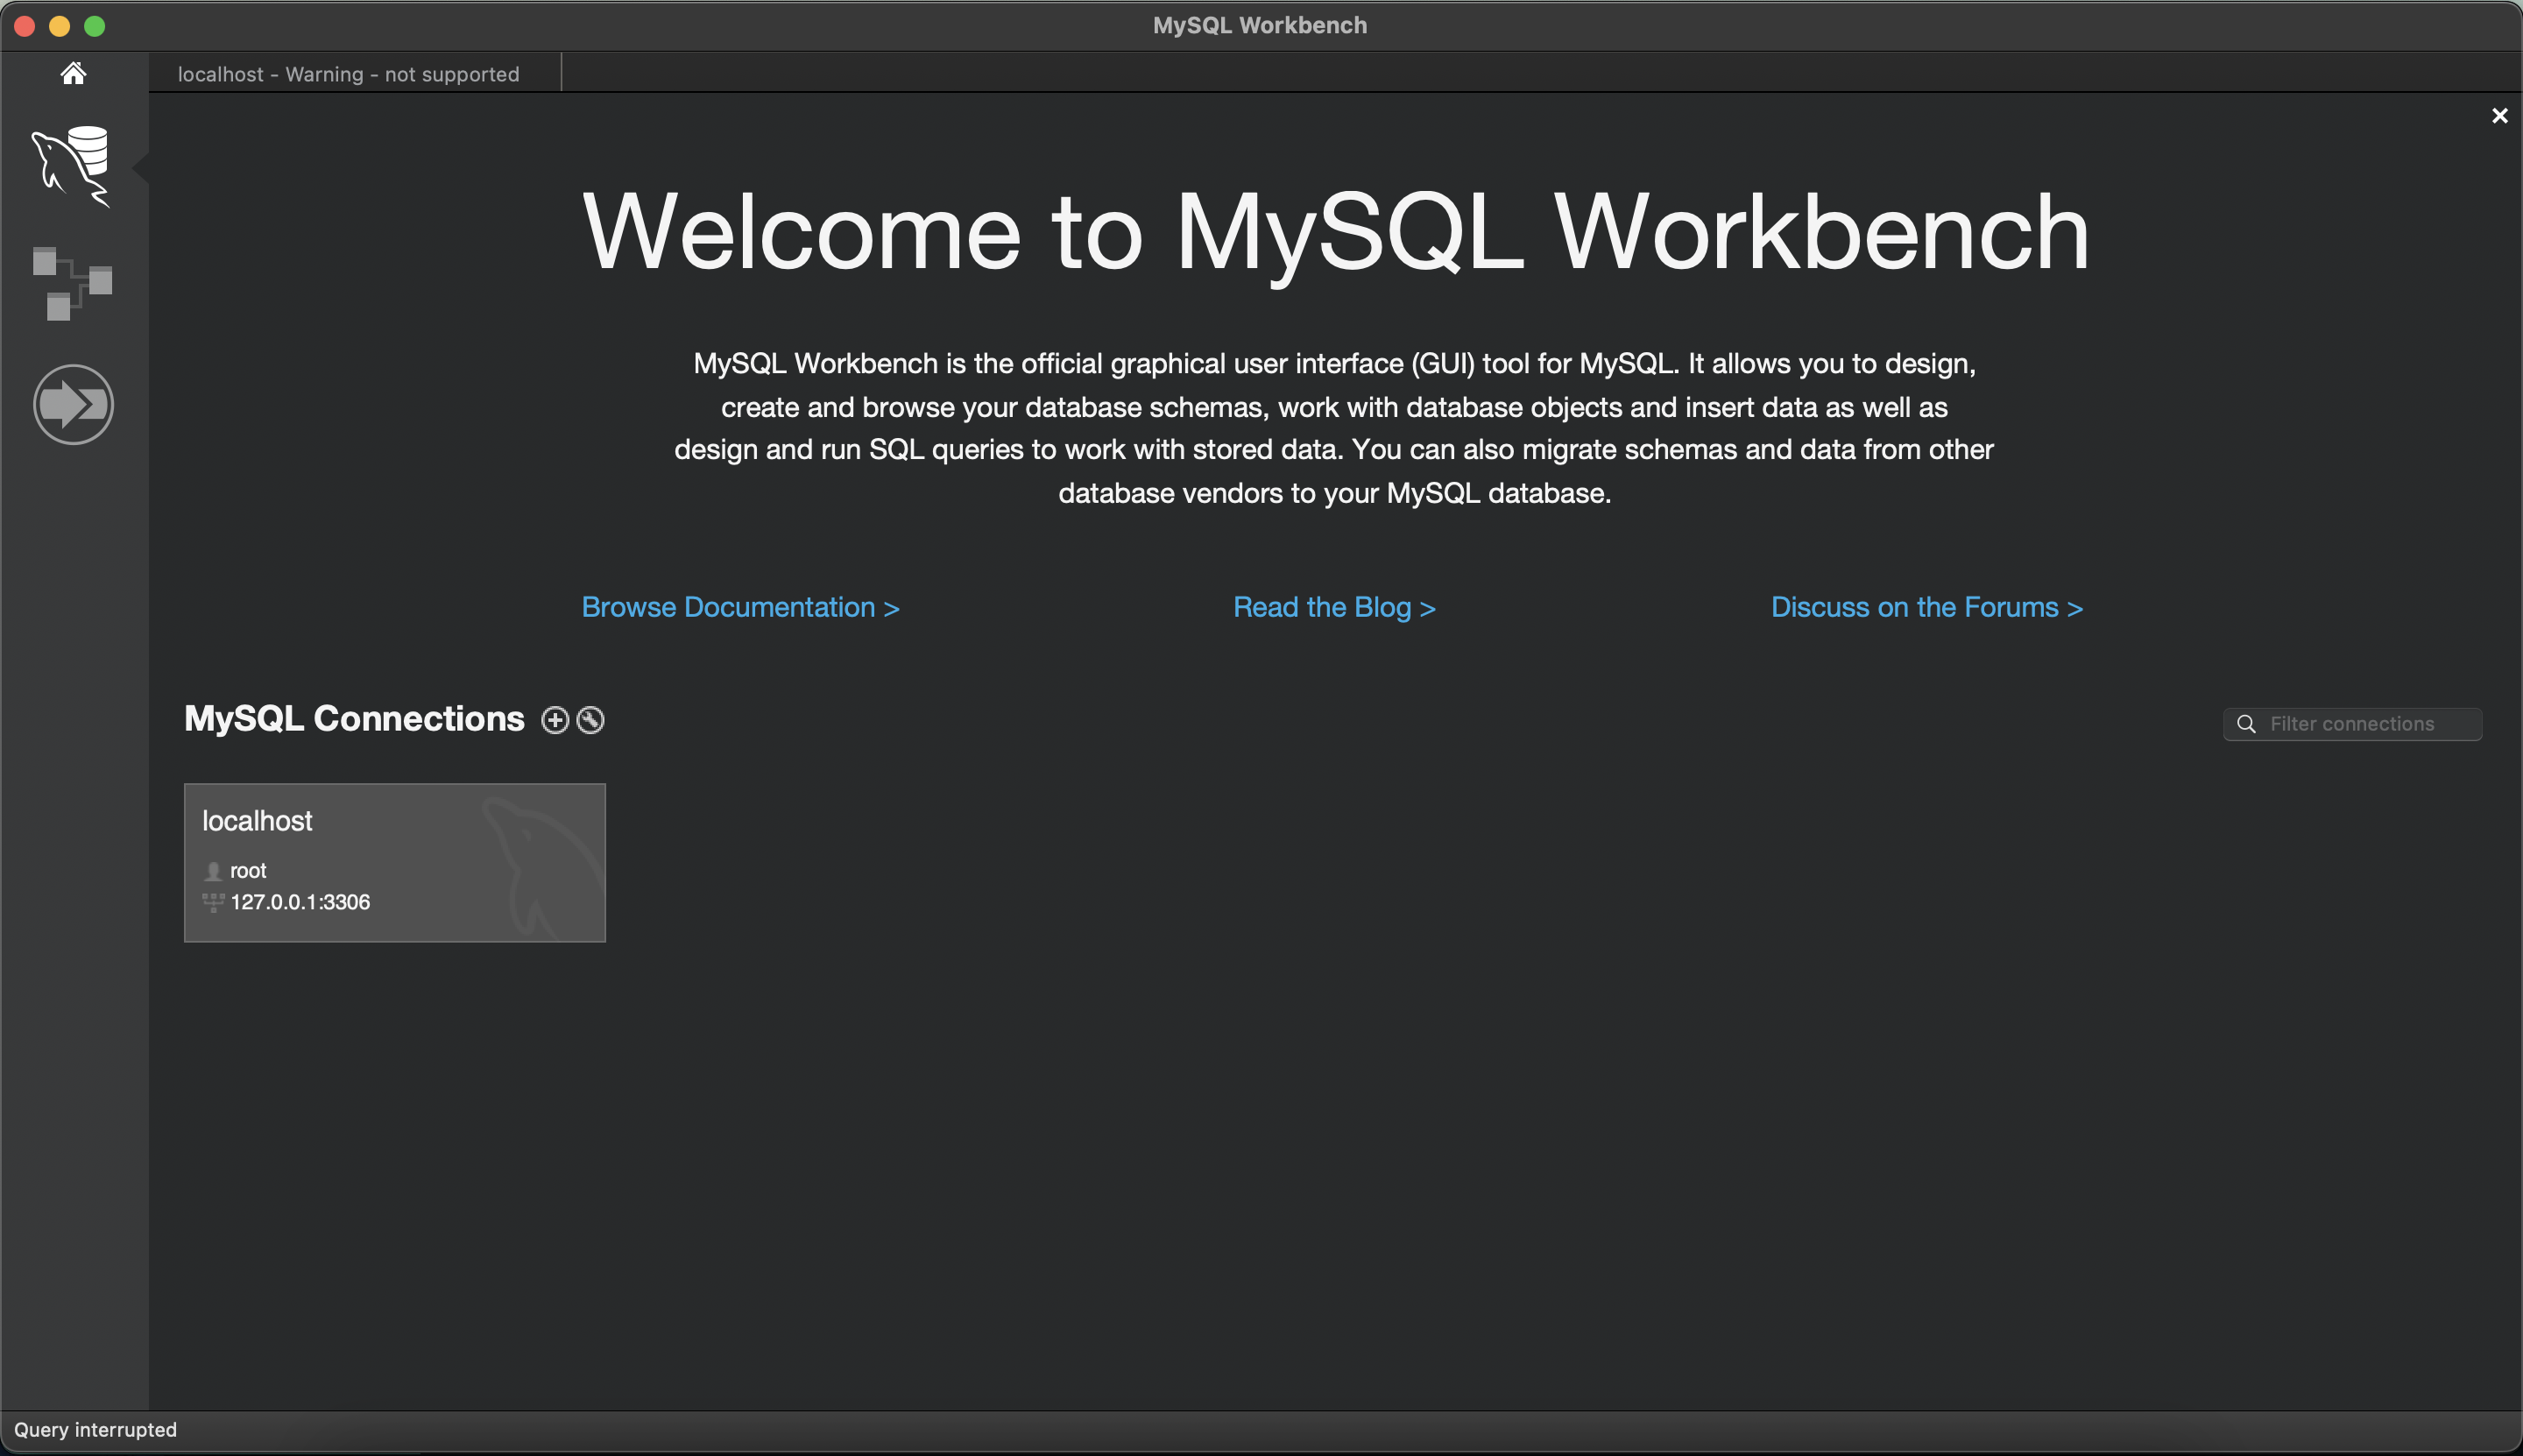 MySQL Workbench
localhost - Warning - not supported
Welcome to MySQL Workbench
MySQL Workbench is the official graphical user interface (GUI) tool for MySQL. It allows you to design,
create and browse your database schemas, work with database objects and insert data as well as
design and run SQL queries to work with stored data. You can also migrate schemas and data from other
database vendors to your MySQL database.
Browse Documentation >
Read the Blog >
Discuss on the Forums >
MySQL Connections
Filter connections
localhost
root
127.0.0.1:3306
Query interrupted